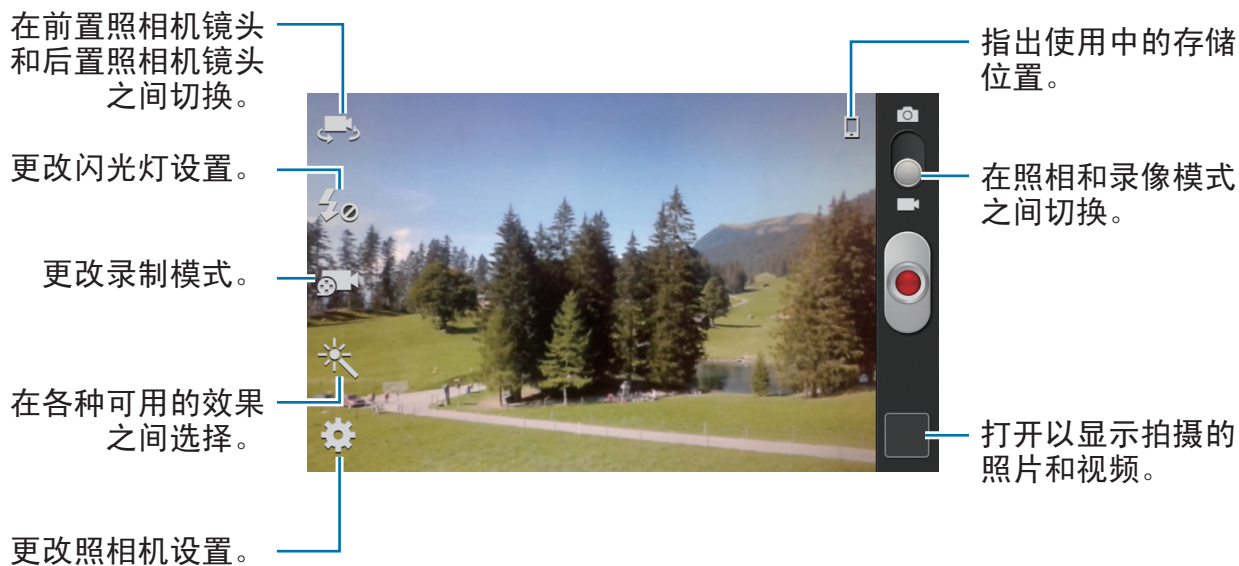 在前置照相机镜头
和后置照相机镜头
之间切换。
更改闪光灯设置。
更改录制模式。
在各种可用的效果
之间选择。
更改照相机设置。
指出使用中的存储
位置。
在照相和录像模式
之间切换。
打开以显示拍摄的
照片和视频。